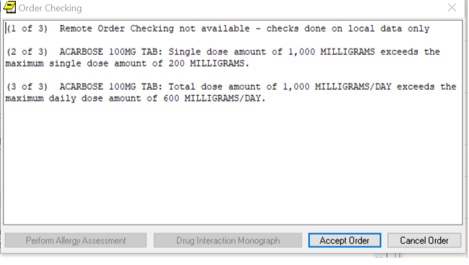 Order Checking
(1 of 3)  Remote Order Checking not available - checks done on local data only
(2 of 3)  ACARBOSE 100MG TAB: Single dose amount of 1,000 MILLIGRAMS exceeds the
maximum single dose amount of 200 MILLIGRAMS.
(3 of 3)  ACARBOSE 100MG TAB: Total dose amount of 1,000 MILLIGRAMS/DAY exceeds the
maximum daily dose amount of 600 MILLIGRAMS/DAY.
Perform Allergy Assessment
Drug Interaction Monograph
Accept Order
Cancel Order